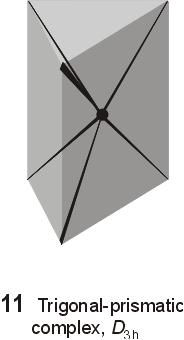 11 Trigonal-prismatic
complex, D3h